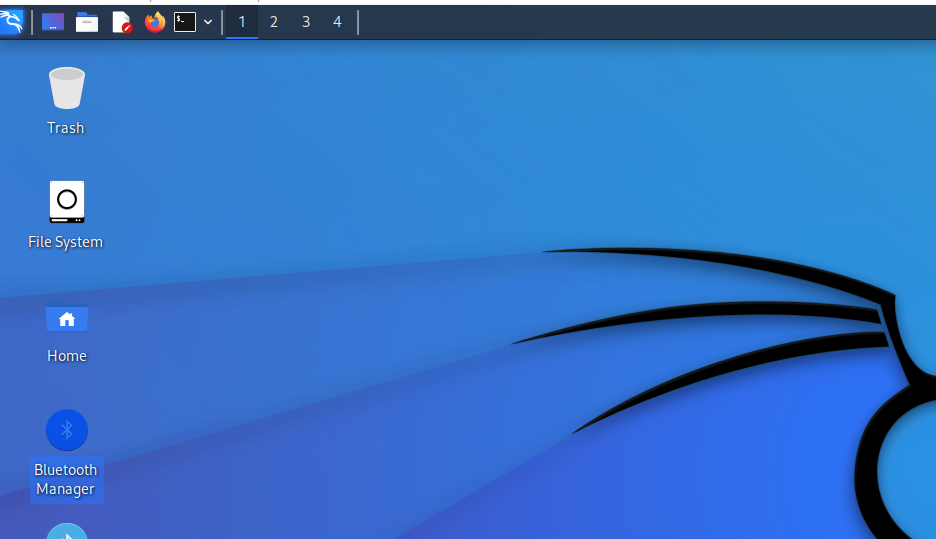 1 2 3 4
Trash
File System
Home
Bluetooth
Manager